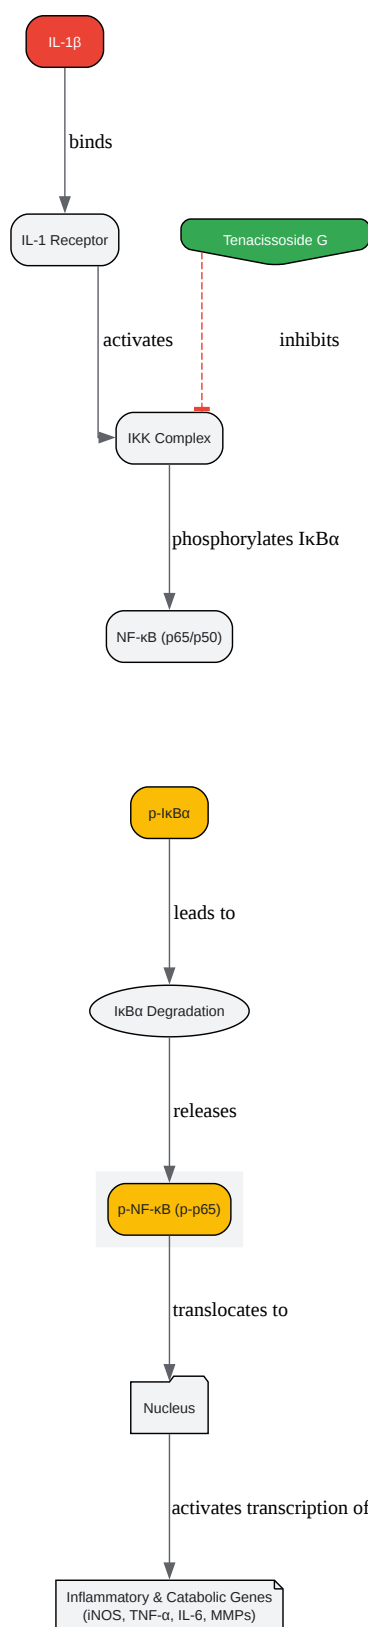 IL-1β
binds
IL-1 Receptor
Tenacissoside G
activates
inhibits
IKK Complex
phosphorylates IκBα
NF-κB (p65/p50)
p-IκBα
leads to
IκBα Degradation
releases
p-NF-κB (p-p65)
translocates to
Nucleus
activates transcription of
Inflammatory & Catabolic Genes
(iNOS, TNF-α, IL-6, MMPs)